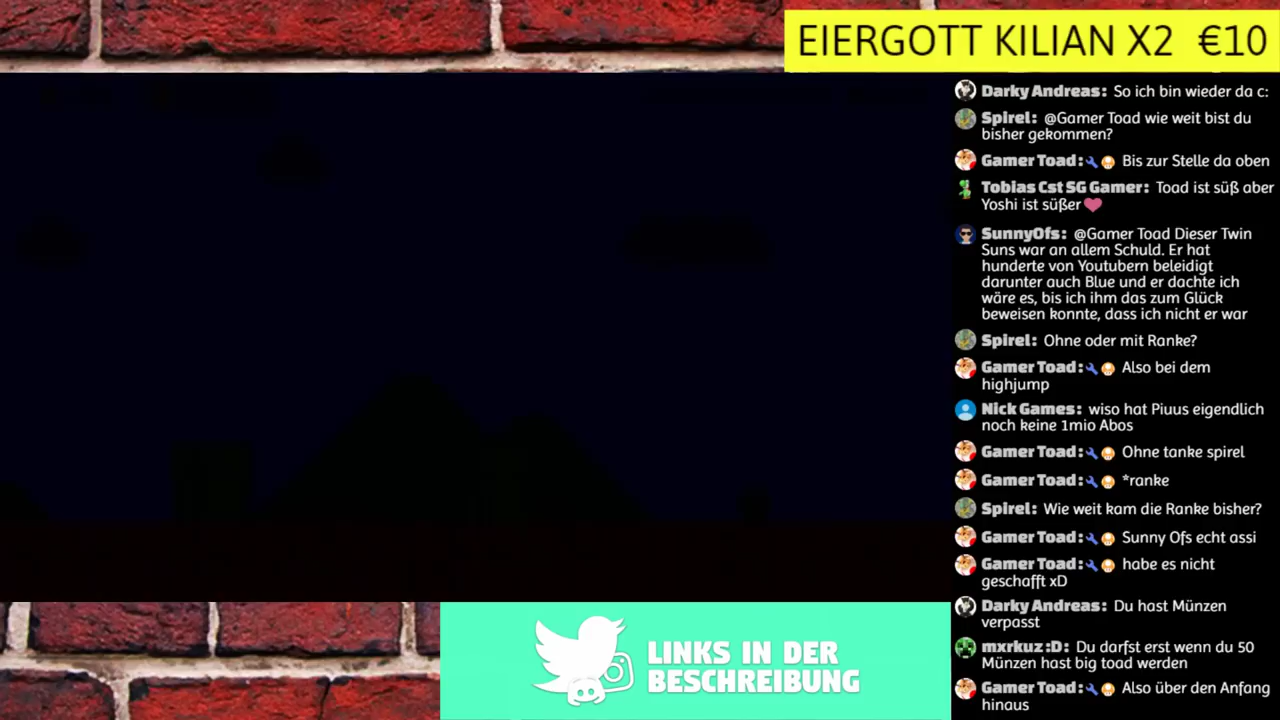 EIERGOTT KILIAN X2 €10
Darky Andreas: So ich bin wieder da c:
Spirel: @Gamer Toad wie weit bist du
bisher gekommen?
Gamer Toad: Bis zur Stelle da oben
Tobias Cst SG Gamer: Toad ist süß aber
Yoshi ist süßer
SunnyOfs: @Gamer Toad Dieser Twin
Suns war an allem Schuld. Er hat
hunderte von Youtubern beleidigt
darunter auch Blue und er dachte ich
wäre es, bis ich ihm das zum Glück
beweisen konnte, dass ich nicht er war
Spirel: Ohne oder mit Ranke?
Gamer Toad: Also bei dem
highjump
Nick Games: wiso hat Piuus eigendlich
noch keine 1mio Abos
Gamer Toad: Ohne tanke spirel
Gamer Toad: *ranke
Spirel: Wie weit kam die Ranke bisher?
Gamer Toad: Sunny Ofs echt assi
Gamer Toad: habe es nicht
geschafft xD
Darky Andreas: Du hast Münzen
verpasst
mxrkuz :D: Du darfst erst wenn du 50
Münzen hast big toad werden
Gamer Toad: Also über den Anfang
hinaus
LINKS IN DER
BESCHREIBUNG